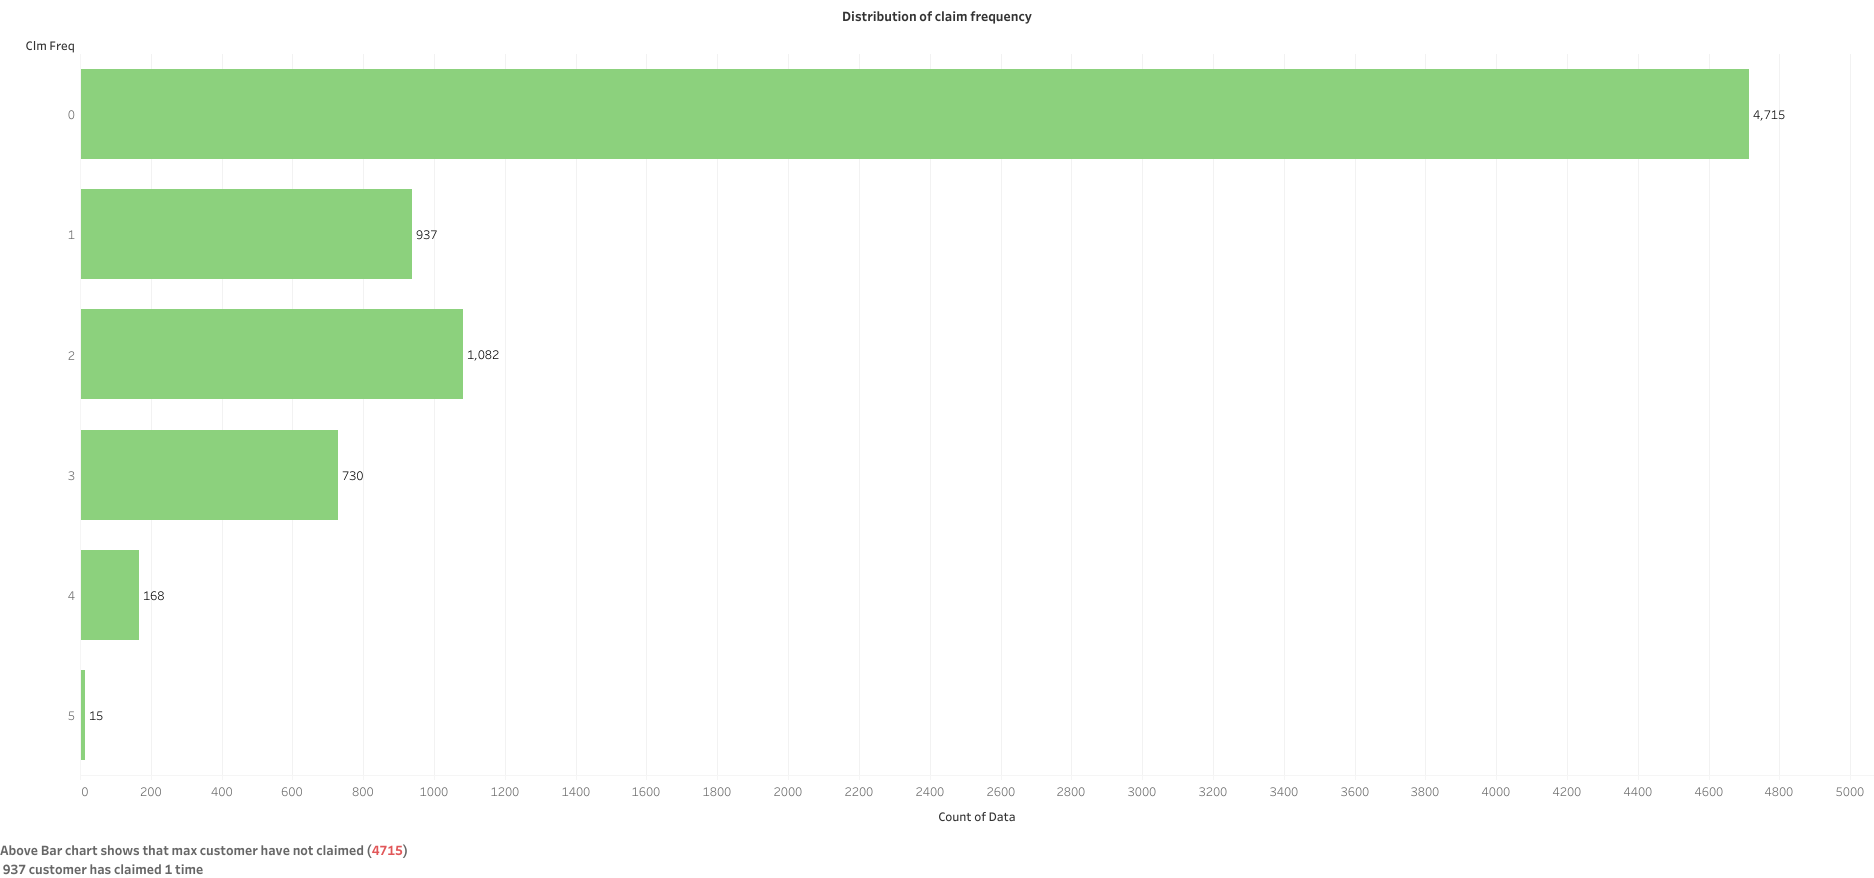 Distribution of claim frequency
Clm Freq
0
4,715
1
937
2
1,082
3
730
4
168
5
15
0 200 400 600 800 1000 1200 1400 1600 1800 2000 2200 2400 2600 2800 3000 3200 3400 3600 3800 4000 4200 4400 4600 4800 5000
Count of Data
Above Bar chart shows that max customer have not claimed (4715)
937 customer has claimed 1 time